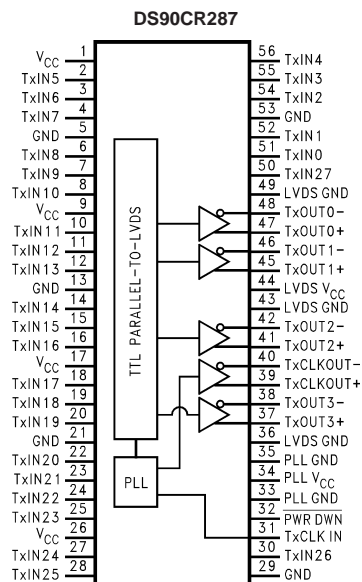 DS90CR287
VCC 1 56 TxIN4
TxIN5 2 55 TxIN3
TxIN6 3 54 TxIN2
TxIN7 4 53 GND
GND 5 52 TxIN1
TxIN8 6 51 TxIN0
TxIN9 7 50 TxIN27
TxIN10 8 49 LVDS GND
VCC 9 48 TxOUT0−
TxIN11 10 47 TxOUT0+
TxIN12 11 46 TxOUT1−
TxIN13 12 45 TxOUT1+
GND 13 44 LVDS VCC
TxIN14 14 43 LVDS GND
TxIN15 15 42 TxOUT2−
TxIN16 16 41 TxOUT2+
VCC 17 40 TxCLKOUT−
TxIN17 18 39 TxCLKOUT+
TxIN18 19 38 TxOUT3−
TxIN19 20 37 TxOUT3+
GND 21 36 LVDS GND
TxIN20 22 35 PLL GND
TxIN21 23 34 PLL VCC
TxIN22 24 33 PLL GND
TxIN23 25 32 PWR DWN
VCC 26 31 TxCLK IN
TxIN24 27 30 TxIN26
TxIN25 28 29 GND
TTL PARALLEL-TO-LVDS
PLL